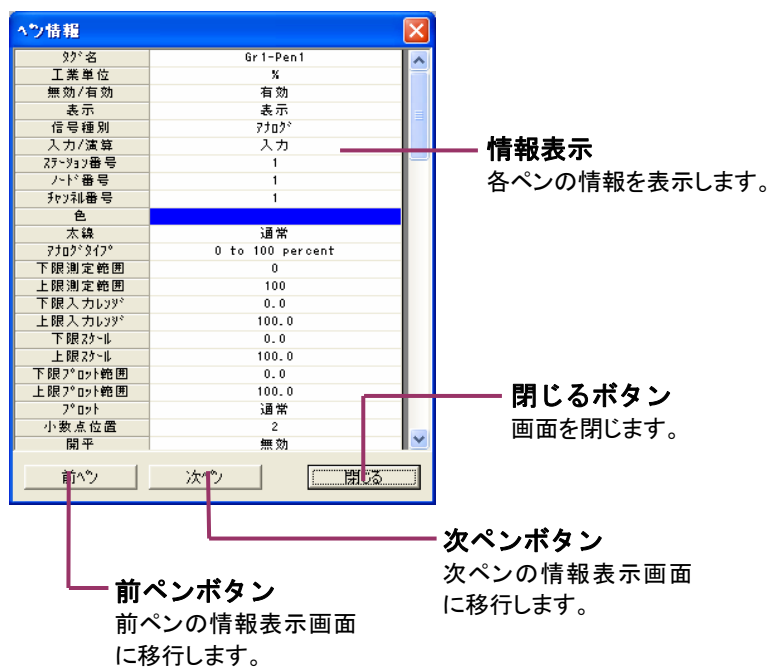 ﾍﾟﾝ情報
ﾀｸﾞ名 Gr1-Pen1
工業単位 %
無効/有効 有効
表示 表示
信号種別 ｱﾅﾛｸﾞ
入力/演算 入力
ｽﾃｰｼｮﾝ番号 1
ﾉｰﾄﾞ番号 1
ﾁｬﾝﾈﾙ番号 1
色
太線 通常
ｱﾅﾛｸﾞﾀｲﾌﾟ 0 to 100 percent
下限測定範囲 0
上限測定範囲 100
下限入力ﾚﾝｼﾞ 0.0
上限入力ﾚﾝｼﾞ 100.0
下限ｽｹｰﾙ 0.0
上限ｽｹｰﾙ 100.0
下限ﾌﾟﾛｯﾄ範囲 0.0
上限ﾌﾟﾛｯﾄ範囲 100.0
ﾌﾟﾛｯﾄ 通常
小数点位置 2
開平 無効
前ﾍﾟﾝ 次ﾍﾟﾝ 閉じる
情報表示
各ペンの情報を表示します。
閉じるボタン
画面を閉じます。
次ペンボタン
次ペンの情報表示画面
に移行します。
前ペンボタン
前ペンの情報表示画面
に移行します。